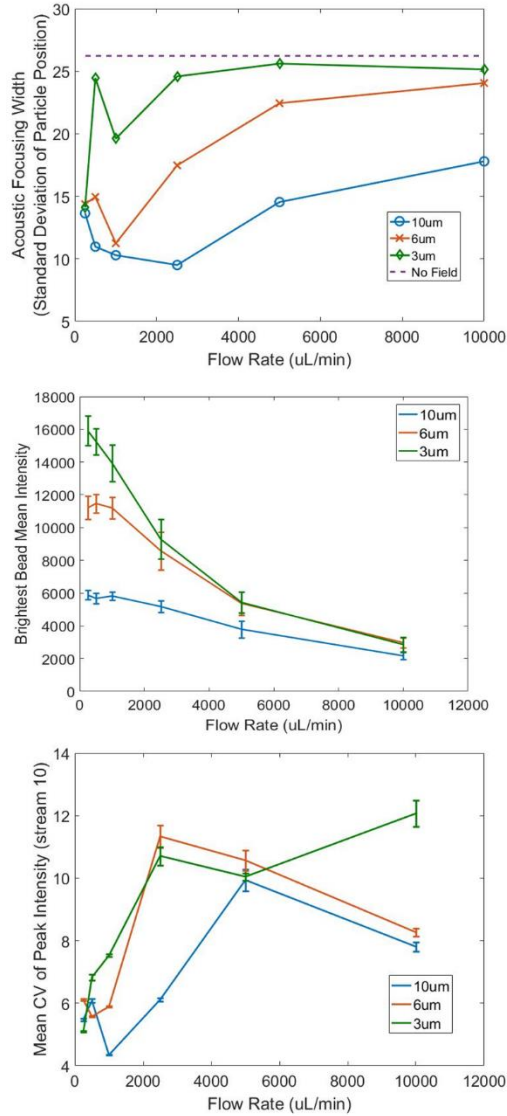 30
25
20
15
10
5
0
2000
4000
6000
8000
10000
Acoustic Focusing Width
(Standard Deviation of Particle Position)
Flow Rate (uL/min)
10um
6um
3um
No Field
18000
16000
14000
12000
10000
8000
6000
4000
2000
0
0
2000
4000
6000
8000
10000
12000
Brightest Bead Mean Intensity
Flow Rate (uL/min)
10um
6um
3um
14
12
10
8
6
4
0
2000
4000
6000
8000
10000
12000
Mean CV of Peak Intensity (stream 10)
Flow Rate (uL/min)
10um
6um
3um